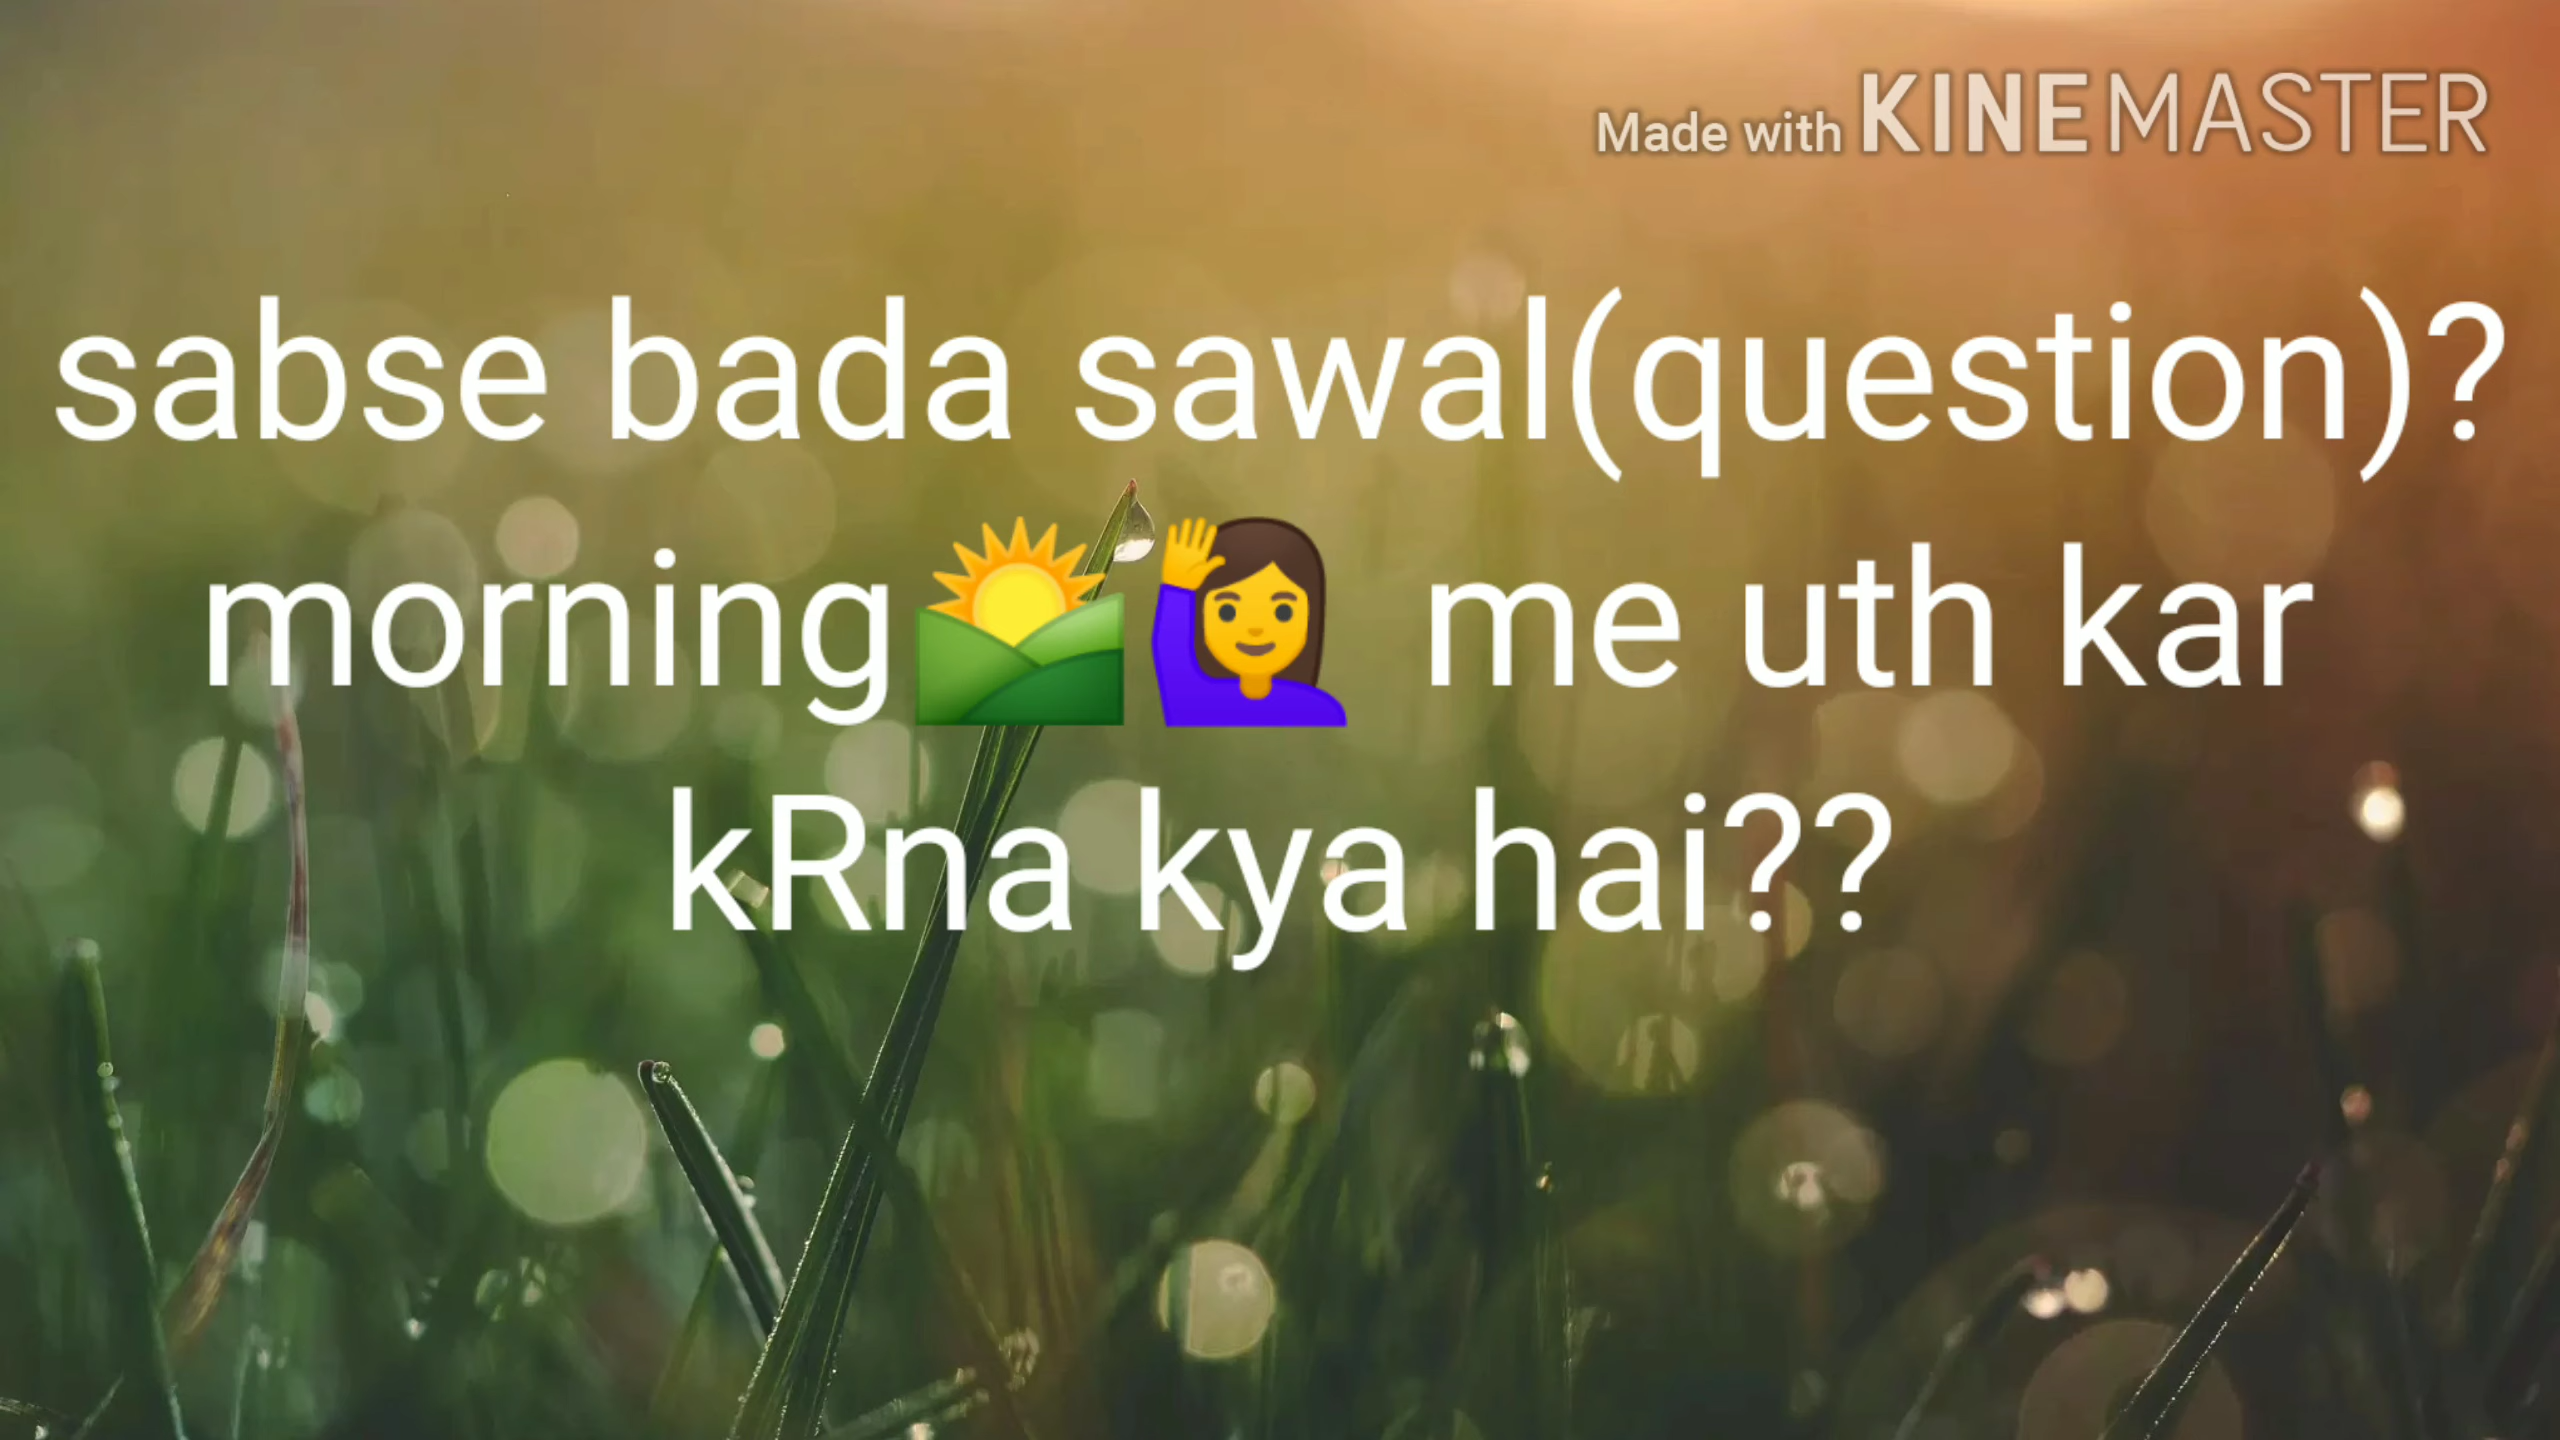 Made with KINEMASTER
sabse bada sawal(question)?
morning🌄🙋‍♀️ me uth kar
kRna kya hai??